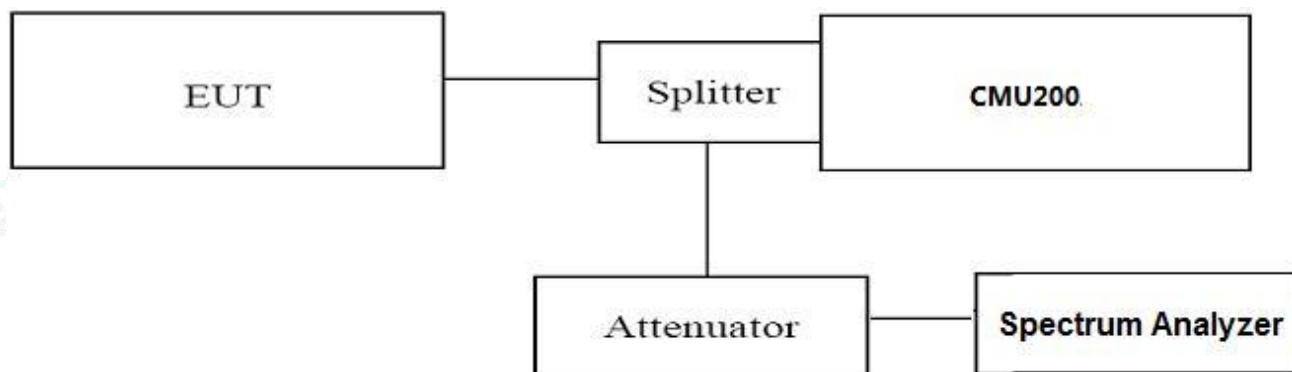 EUT
Splitter
CMU200.
Attenuator
Spectrum Analyzer